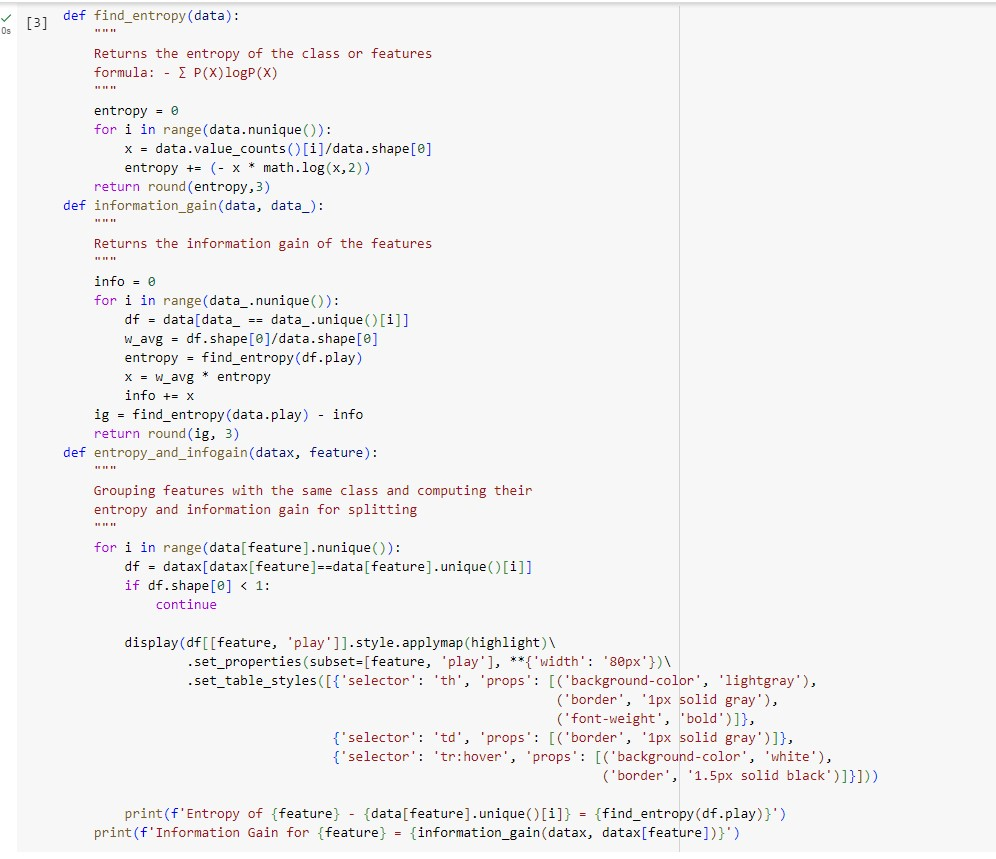 [3]
0s
def find_entropy(data):
"""
Returns the entropy of the class or features
formula: - ∑ P(X)logP(X)
"""
entropy = 0
for i in range(data.nunique()):
x = data.value_counts()[i]/data.shape[0]
entropy += (- x * math.log(x,2))
return round(entropy,3)
def information_gain(data, data_):
"""
Returns the information gain of the features
"""
info = 0
for i in range(data_.nunique()):
df = data[data_ == data_.unique()[i]]
w_avg = df.shape[0]/data.shape[0]
entropy = find_entropy(df.play)
x = w_avg * entropy
info += x
ig = find_entropy(data.play) - info
return round(ig, 3)
def entropy_and_infogain(datax, feature):
"""
Grouping features with the same class and computing their
entropy and information gain for splitting
"""
for i in range(data[feature].nunique()):
df = datax[datax[feature]==data[feature].unique()[i]]
if df.shape[0] < 1:
continue
display(df[[feature, 'play']].style.applymap(highlight)\
.set_properties(subset=[feature, 'play'], **{'width': '80px'})\
.set_table_styles([{'selector': 'th', 'props': [('background-color', 'lightgray'),
('border', '1px solid gray'),
('font-weight', 'bold')]},
{'selector': 'td', 'props': [('border', '1px solid gray')]},
{'selector': 'tr:hover', 'props': [('background-color', 'white'),
('border', '1.5px solid black')]}]))
print(f'Entropy of {feature} - {data[feature].unique()[i]} = {find_entropy(df.play)}')
print(f'Information Gain for {feature} = {information_gain(datax, datax[feature])}')